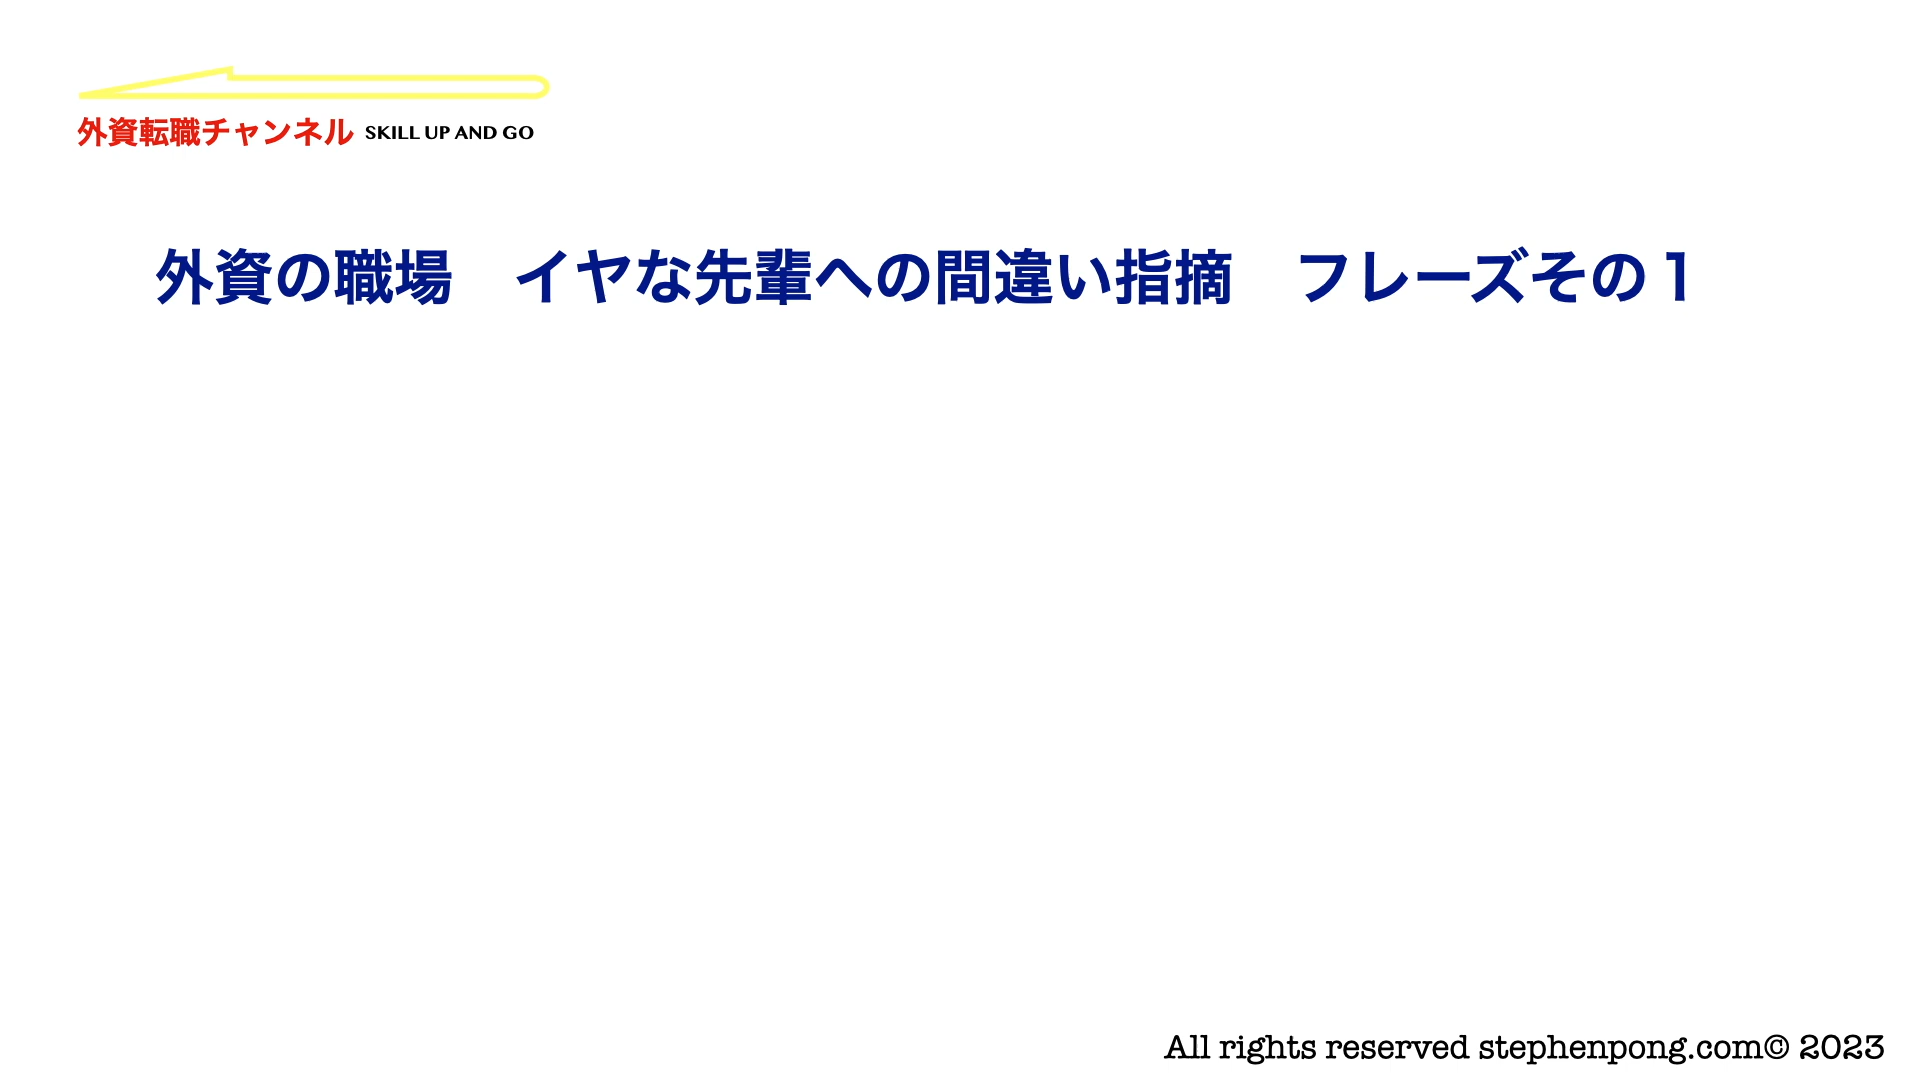 外資転職チャンネル SKILL UP AND GO
外資の職場　イヤな先輩への間違い指摘　フレーズその１
All rights reserved stephenpong.com© 2023